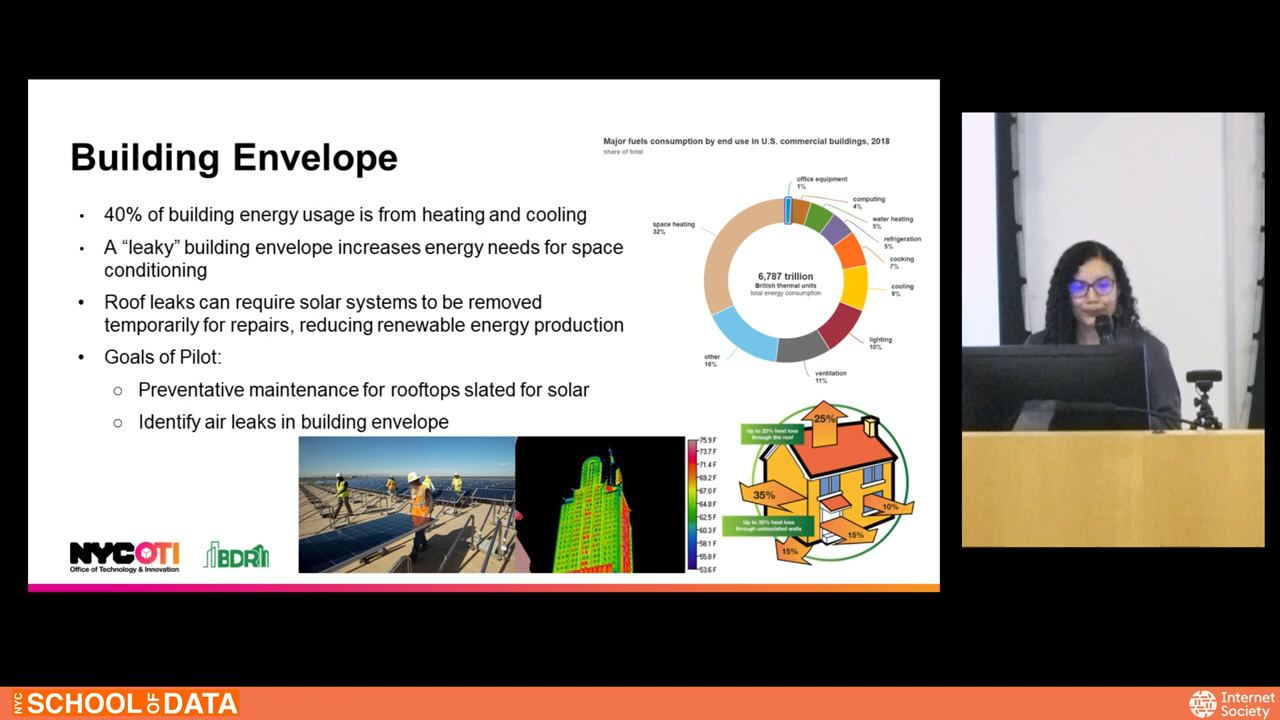 Building Envelope
• 40% of building energy usage is from heating and cooling
• A “leaky” building envelope increases energy needs for space
conditioning
• Roof leaks can require solar systems to be removed
temporarily for repairs, reducing renewable energy production
• Goals of Pilot:
○ Preventative maintenance for rooftops slated for solar
○ Identify air leaks in building envelope
Major fuels consumption by end use in U.S. commercial buildings, 2018
share of total
office equipment
1%
computing
4%
water heating
5%
refrigeration
5%
cooking
7%
cooling
9%
lighting
10%
ventilation
11%
other
16%
space heating
32%
6,787 trillion
British thermal units
total energy consumption
75.9 F
73.7 F
71.4 F
69.2 F
67.0 F
64.8 F
62.5 F
60.3 F
58.1 F
55.8 F
53.6 F
25%
Up to 25% heat loss
through the roof
35%
Up to 35% heat loss
through uninsulated walls
10%
15%
15%
NYCOTI
Office of Technology & Innovation
BDRI
NYC SCHOOL OF DATA
Internet
Society